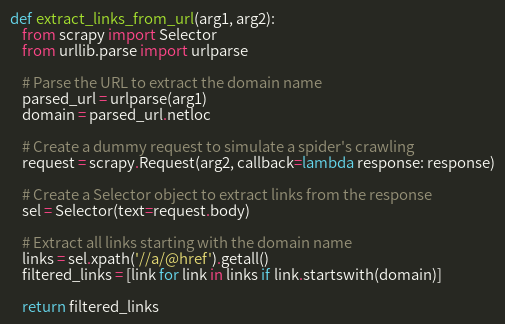 def extract_links_from_url(arg1, arg2):
from scrapy import Selector
from urllib.parse import urlparse
# Parse the URL to extract the domain name
parsed_url = urlparse(arg1)
domain = parsed_url.netloc
# Create a dummy request to simulate a spider's crawling
request = scrapy.Request(arg2, callback=lambda response: response)
# Create a Selector object to extract links from the response
sel = Selector(text=request.body)
# Extract all links starting with the domain name
links = sel.xpath('//a/@href').getall()
filtered_links = [link for link in links if link.startswith(domain)]
return filtered_links